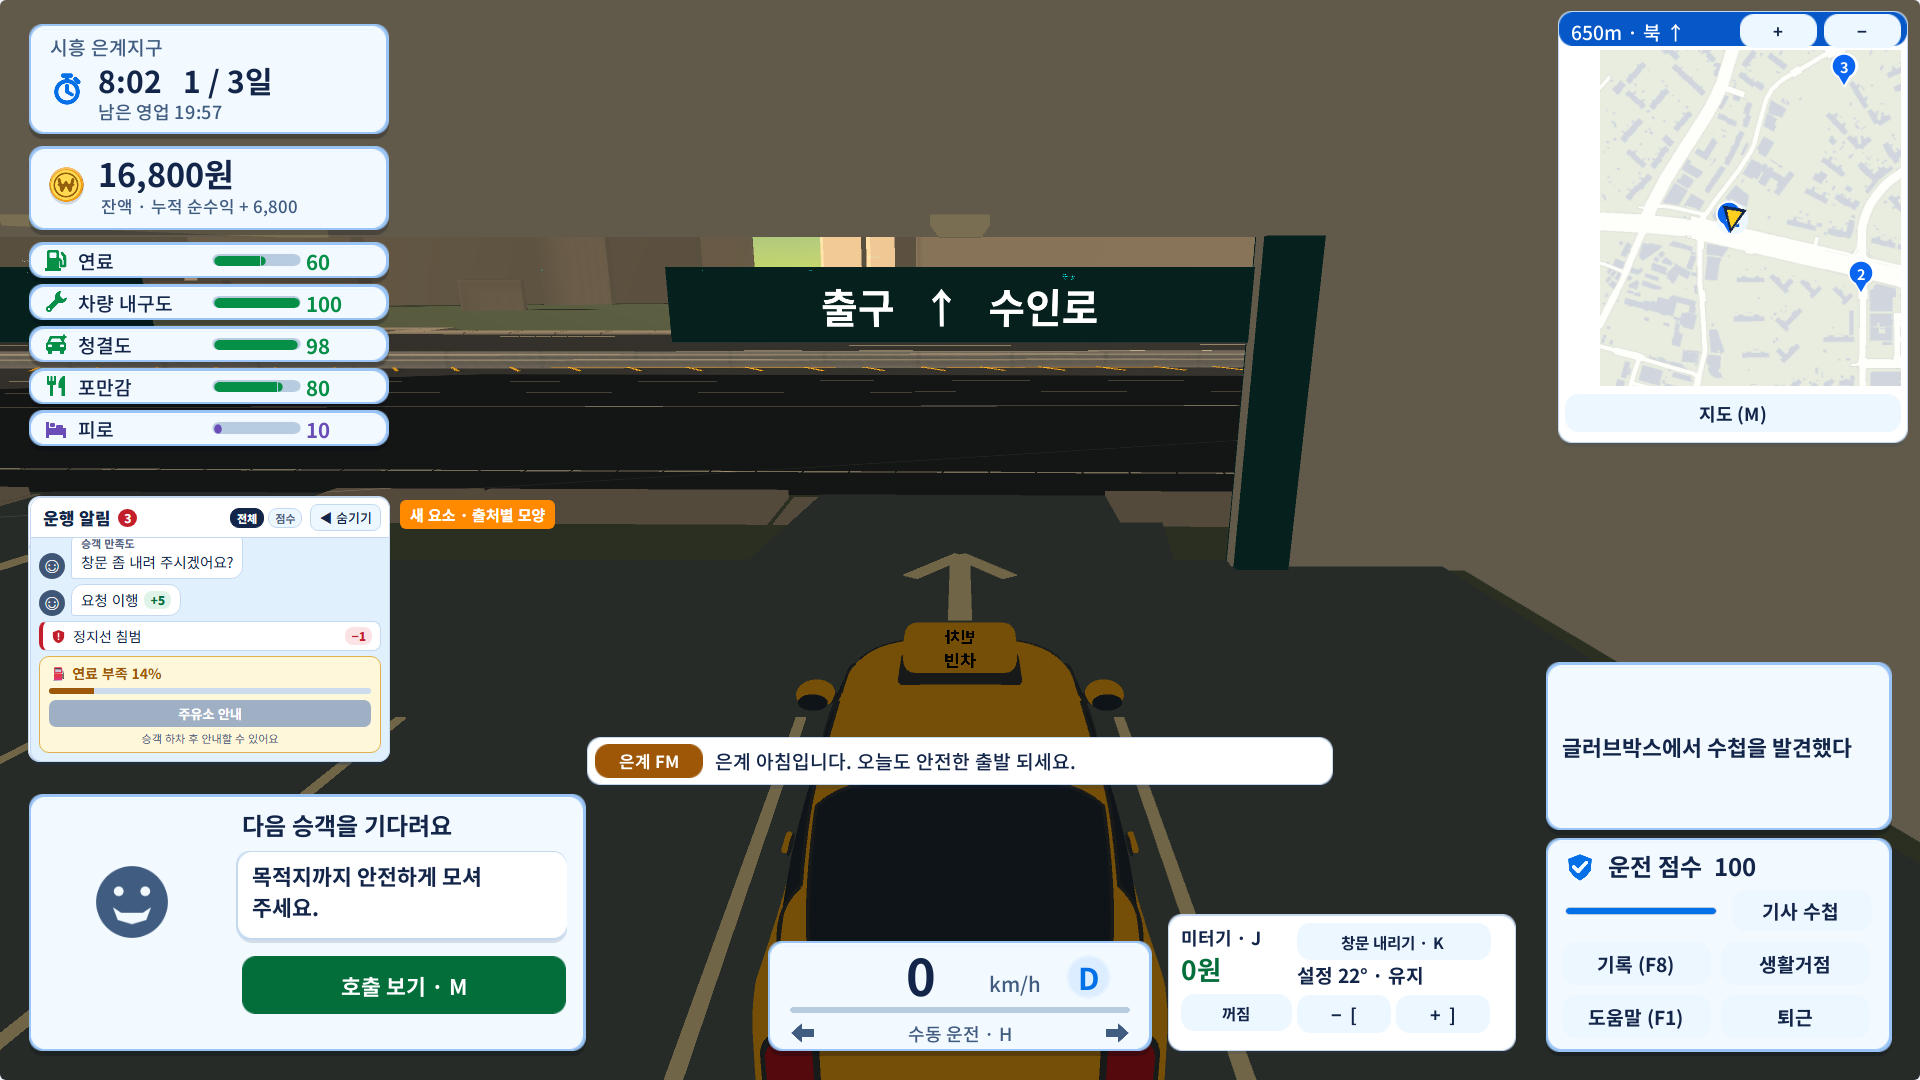 시흥 은계지구
8:02 1 / 3일
남은 영업 19:57
16,800원
잔액 · 누적 순수익 + 6,800
연료 60
차량 내구도 100
청결도 98
포만감 80
피로 10
운행 알림 3 전체 점수 ◀ 숨기기
새 요소 · 출처별 모양
승객 만족도
창문 좀 내려 주시겠어요?
요청 이행 +5
정지선 침범 −1
연료 부족 14%
주유소 안내
승객 하차 후 안내할 수 있어요
다음 승객을 기다려요
목적지까지 안전하게 모셔
주세요.
호출 보기 · M
출구 ↑ 수인로
빈차
빈차
은계 FM 은계 아침입니다. 오늘도 안전한 출발 되세요.
0 km/h D
수동 운전 · H
미터기 · J
0원
꺼짐
창문 내리기 · K
설정 22° · 유지
− [ + ]
650m · 북 ↑ + −
3
2
지도 (M)
글러브박스에서 수첩을 발견했다
운전 점수 100
기사 수첩
기록 (F8) 생활거점
도움말 (F1) 퇴근